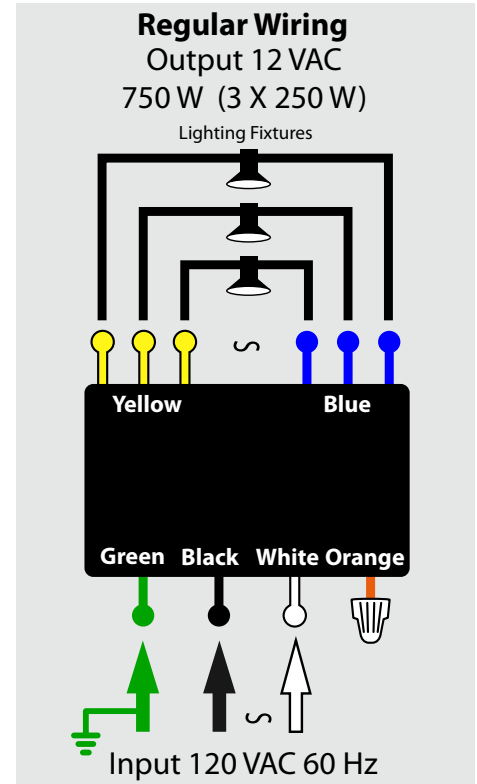 Regular Wiring
Output 12 VAC
750 W (3 X 250 W)
Lighting Fixtures
Yellow Blue
Green Black White Orange
Input 120 VAC 60 Hz